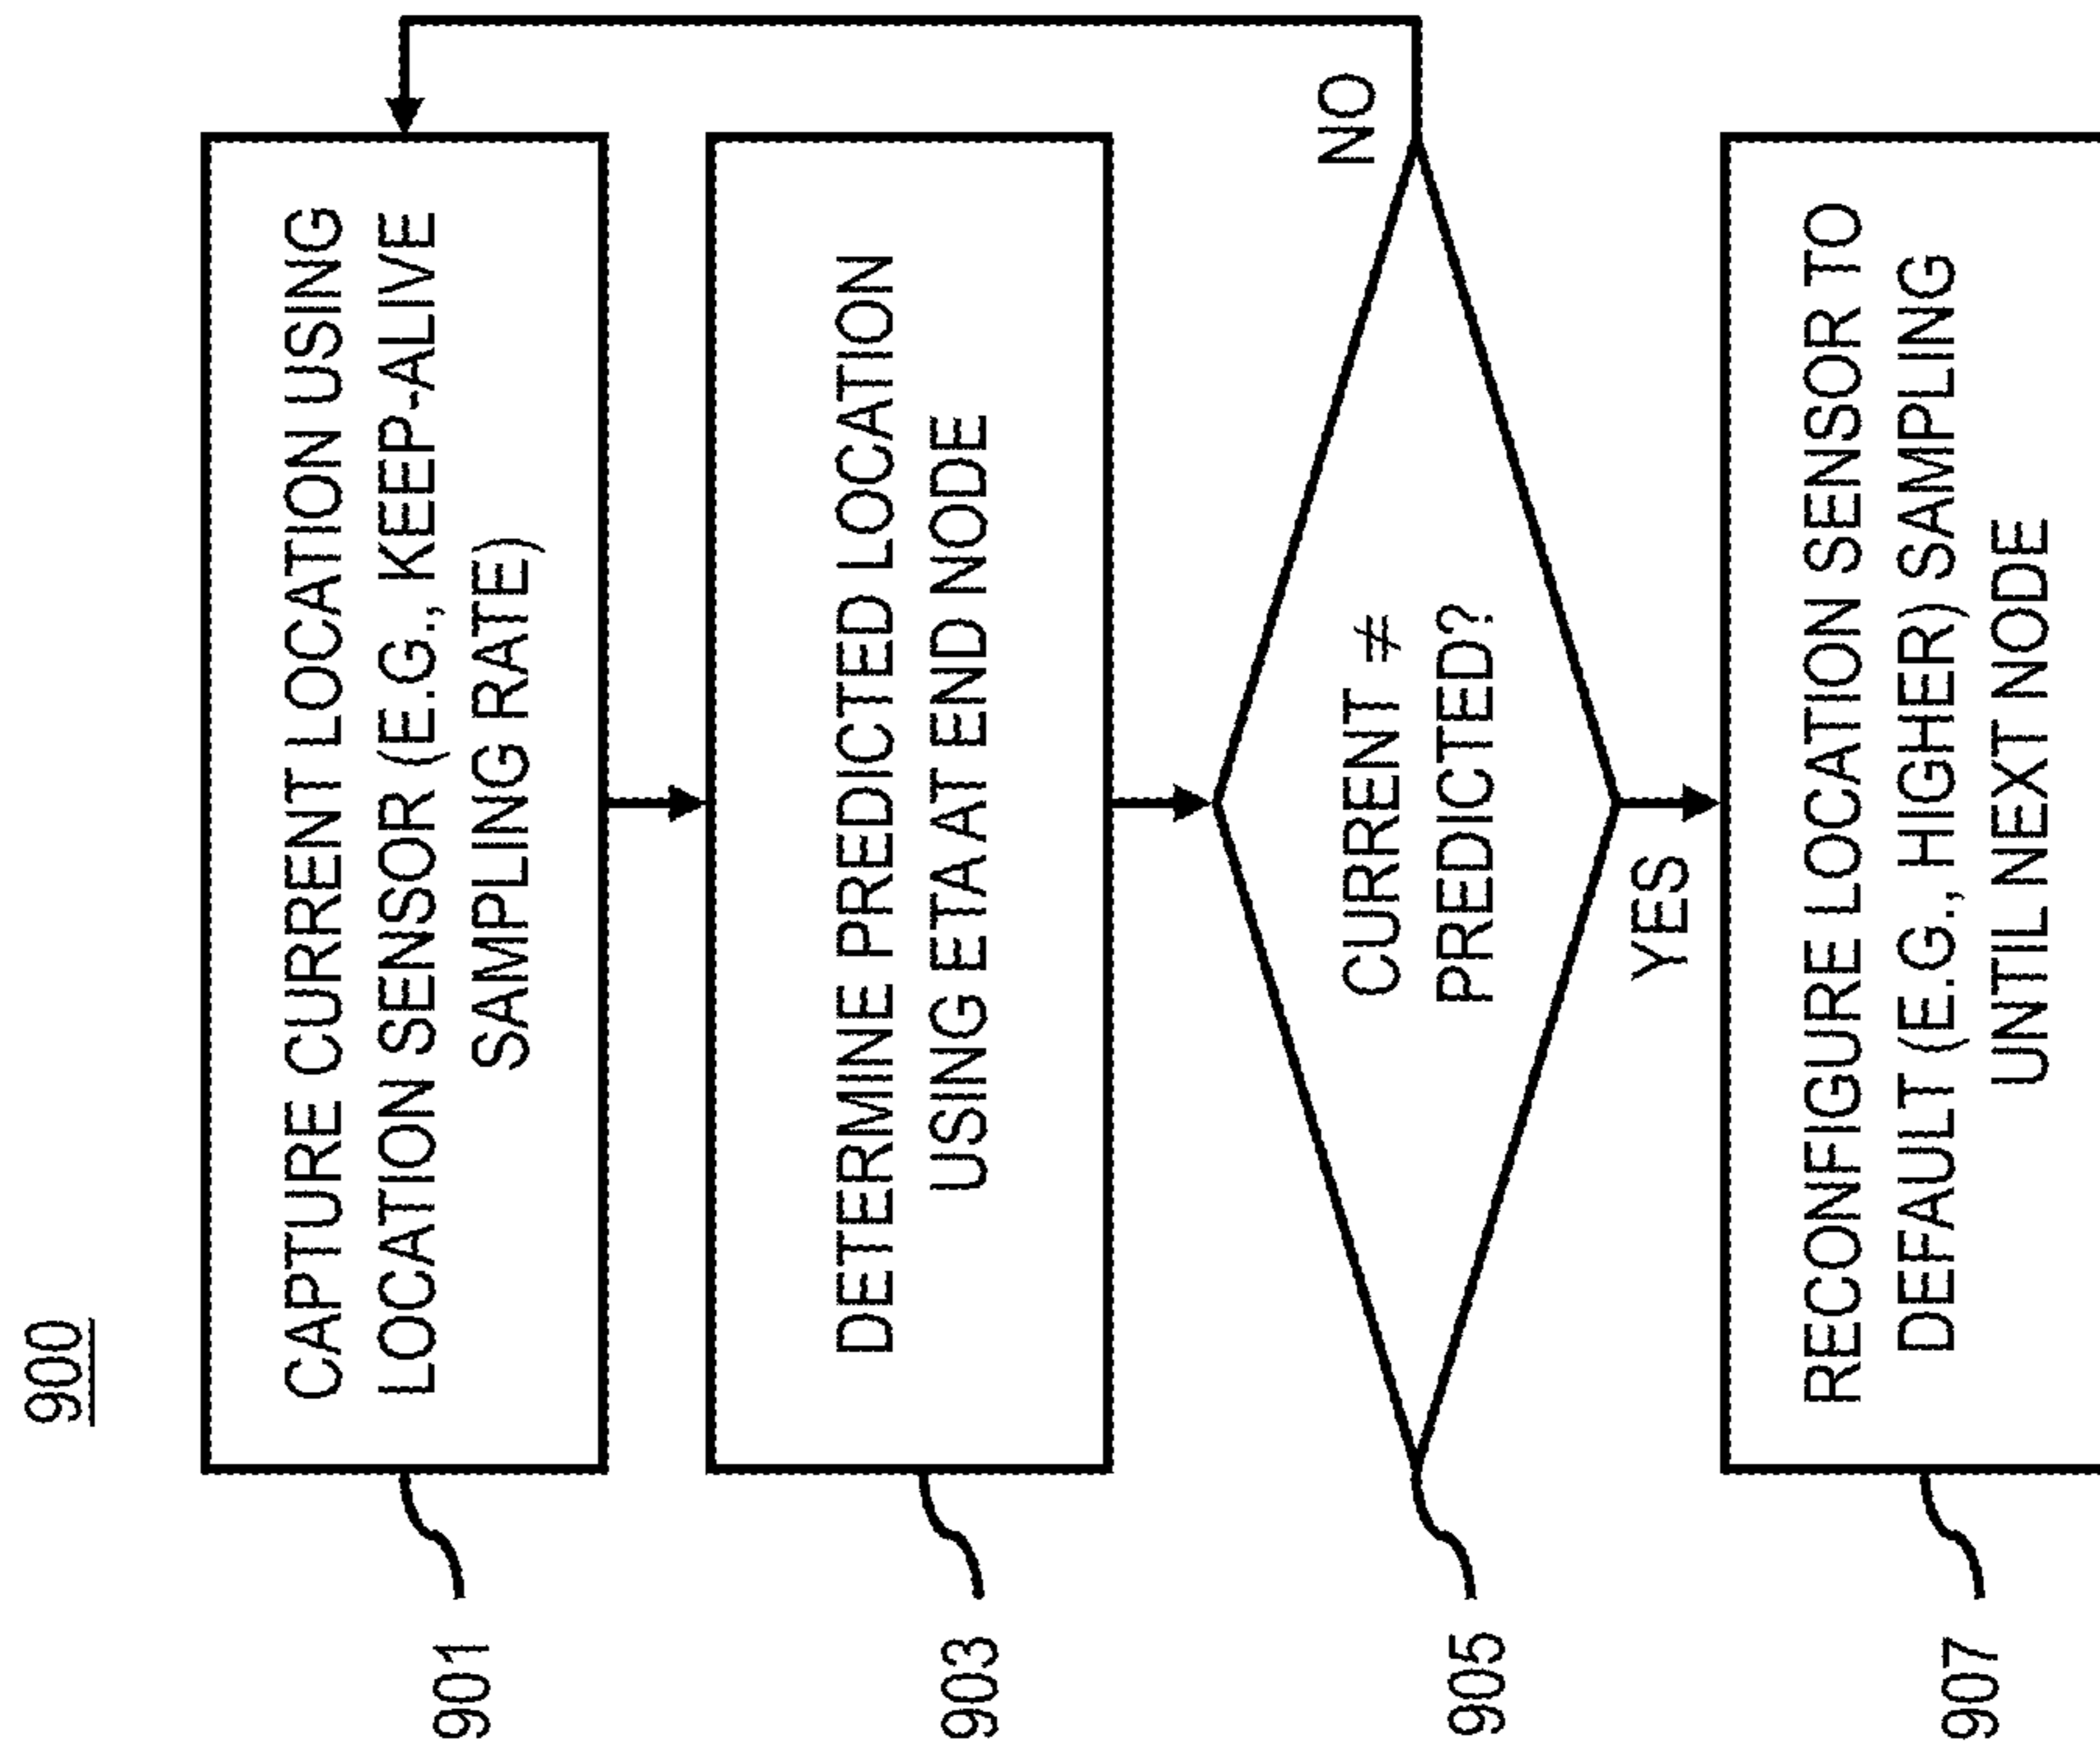 900
CAPTURE CURRENT LOCATION USING
LOCATION SENSOR (E.G., KEEP-ALIVE
SAMPLING RATE)
901
DETERMINE PREDICTED LOCATION
USING ETA AT END NODE
903
CURRENT ≠
PREDICTED?
NO
905
YES
RECONFIGURE LOCATION SENSOR TO
DEFAULT (E.G., HIGHER) SAMPLING
UNTIL NEXT NODE
907